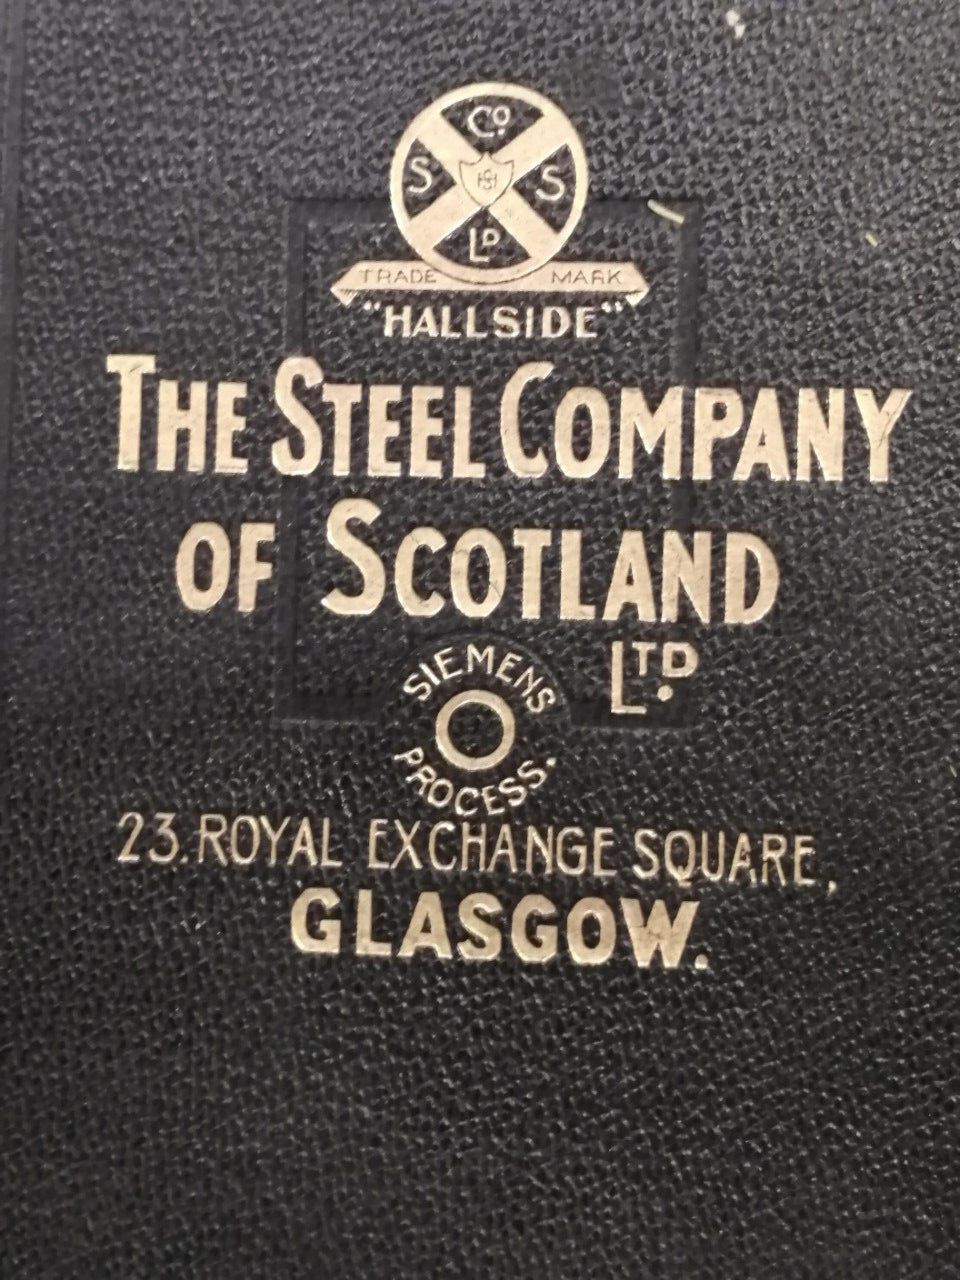 Co.
S S
LD
TRADE MARK
"HALLSIDE"
THE STEEL COMPANY
OF SCOTLAND
LTD.
SIEMENS
PROCESS.
23. ROYAL EXCHANGE SQUARE,
GLASGOW.